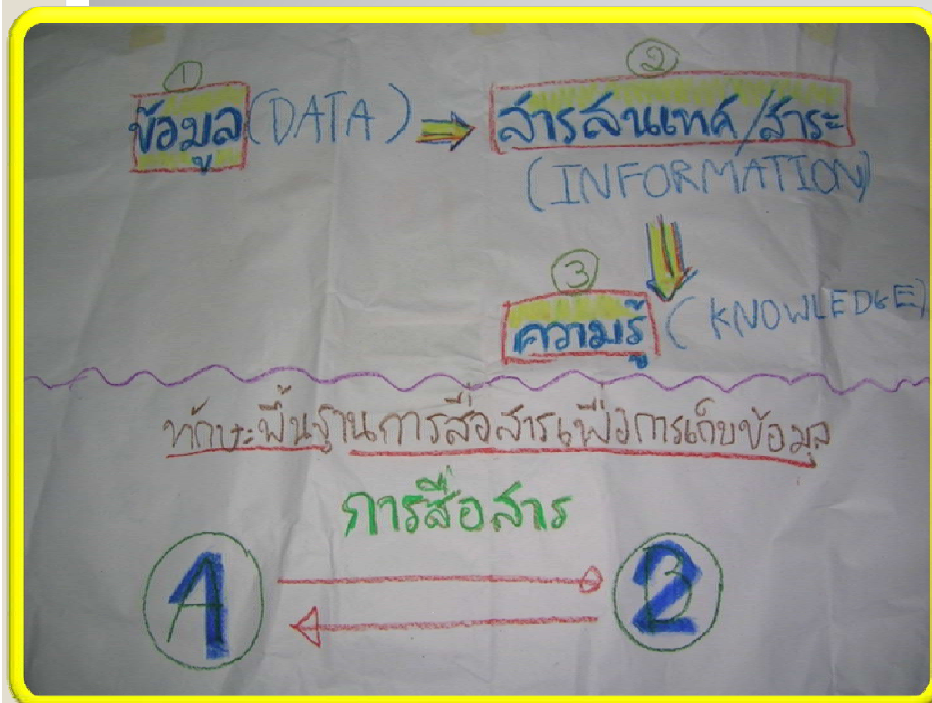 ① ②
ข้อมูล (DATA) ⇒ สารสนเทศ/สาระ
(INFORMATION)
③
ความรู้ (KNOWLEDGE)
ทักษะพื้นฐานการสื่อสารเพื่อการเก็บข้อมูล
การสื่อสาร
1 2